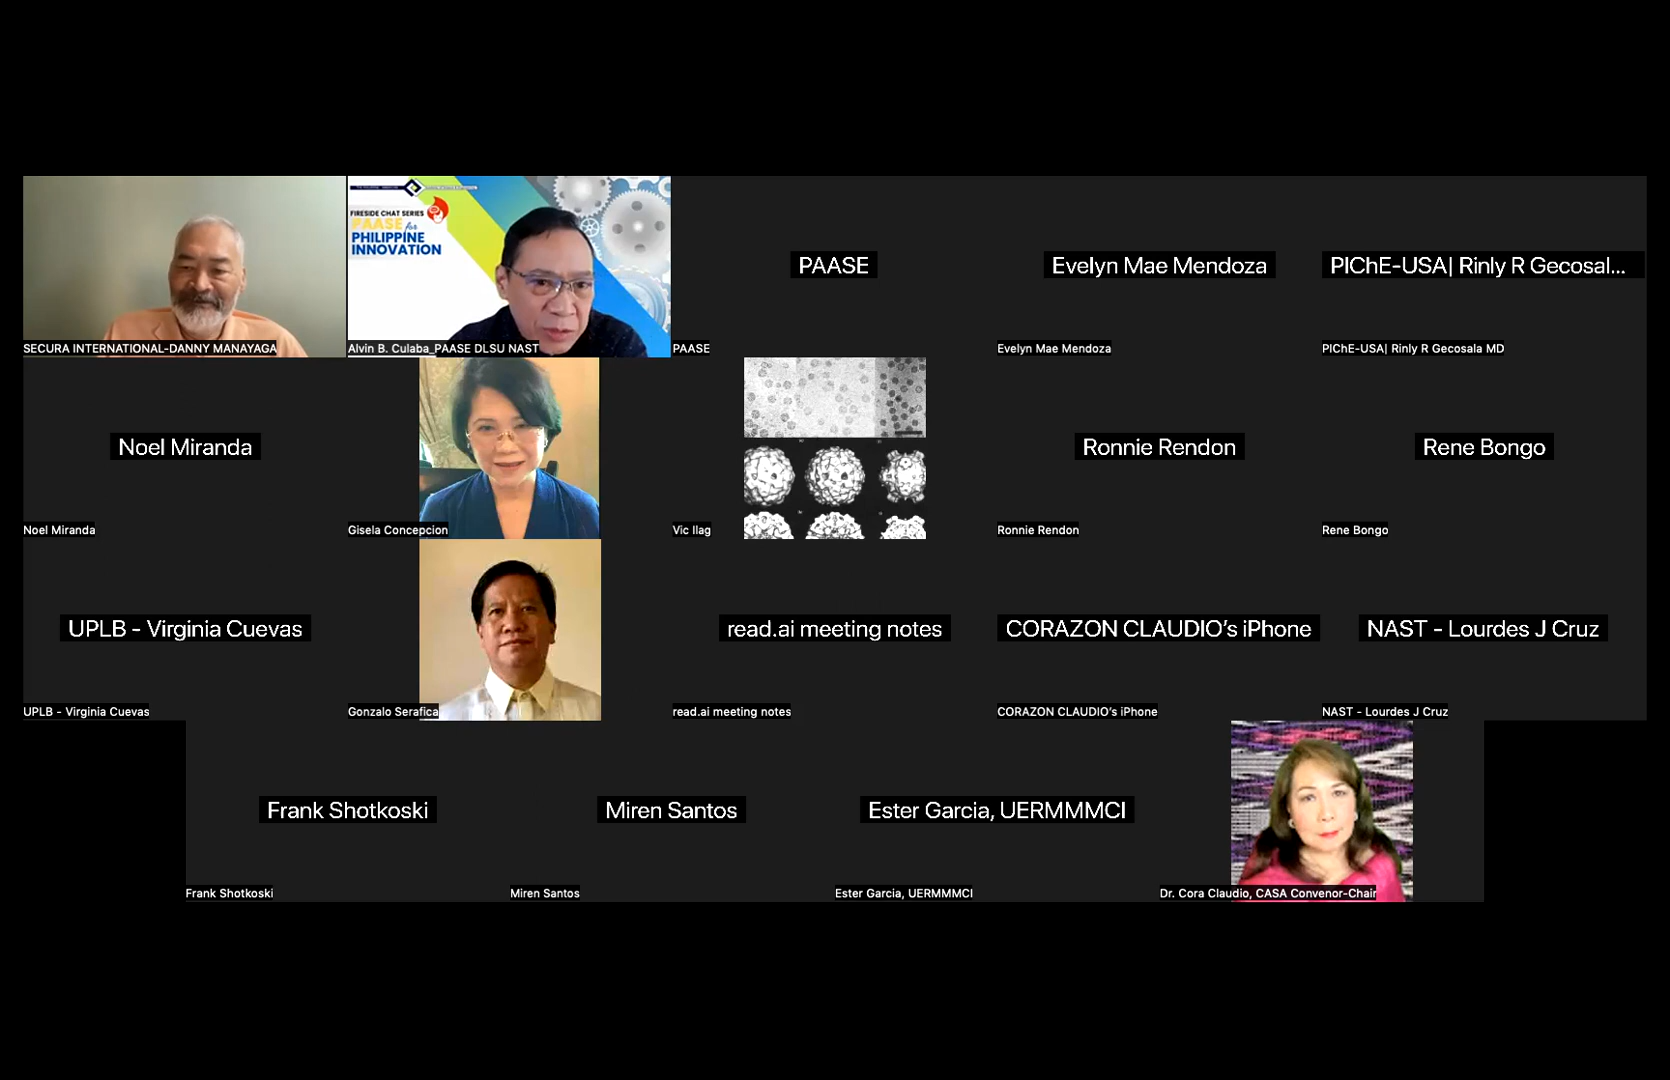 FIRESIDE CHAT SERIES
PAASE for
PHILIPPINE
INNOVATION
SECURA INTERNATIONAL-DANNY MANAYAGA
Alvin B. Culaba_PAASE DLSU NAST
PAASE
PAASE
Evelyn Mae Mendoza
Evelyn Mae Mendoza
PIChE-USA| Rinly R Gecosal...
PIChE-USA| Rinly R Gecosala MD
Noel Miranda
Noel Miranda
Gisela Concepcion
Vic Ilag
Ronnie Rendon
Ronnie Rendon
Rene Bongo
Rene Bongo
UPLB - Virginia Cuevas
UPLB - Virginia Cuevas
Gonzalo Serafica
read.ai meeting notes
read.ai meeting notes
CORAZON CLAUDIO’s iPhone
CORAZON CLAUDIO’s iPhone
NAST - Lourdes J Cruz
NAST - Lourdes J Cruz
Frank Shotkoski
Frank Shotkoski
Miren Santos
Miren Santos
Ester Garcia, UERMMMCI
Ester Garcia, UERMMMCI
Dr. Cora Claudio, CASA Convenor-Chair